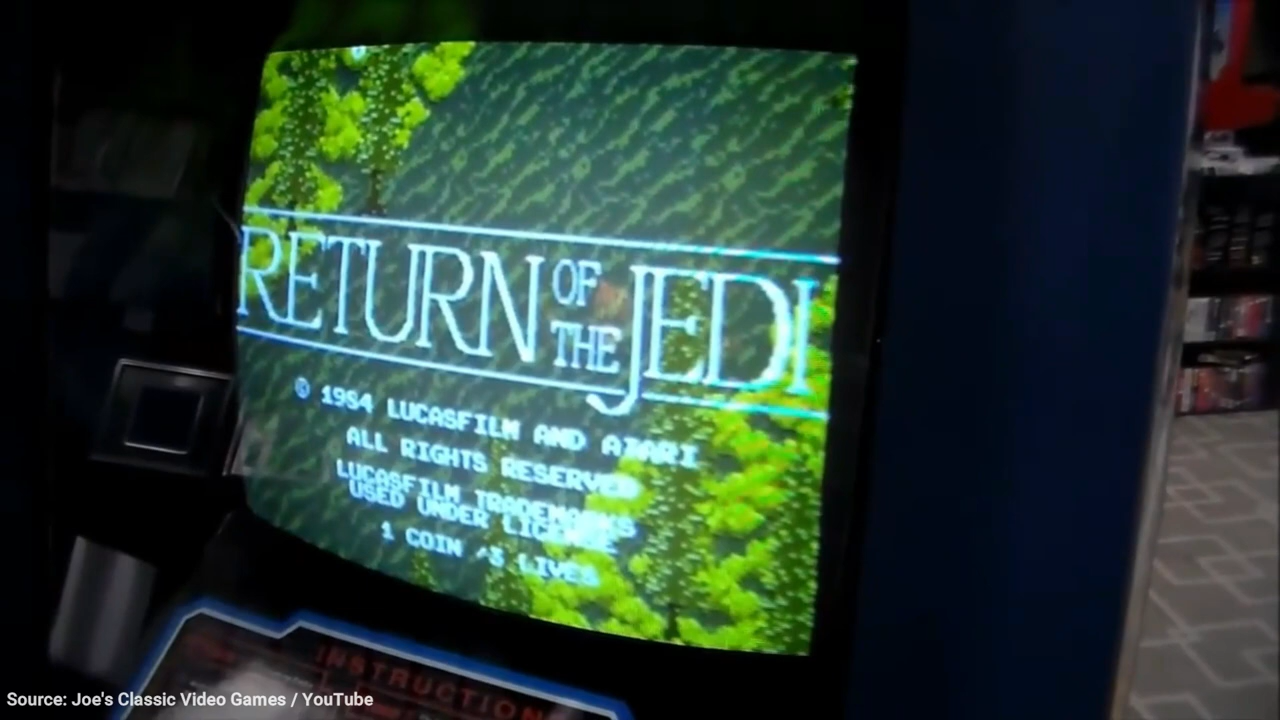 RETURN OF THE JEDI
© 1984 LUCASFILM AND ATARI
ALL RIGHTS RESERVED
LUCASFILM TRADEMARKS
USED UNDER LICENSE
1 COIN /3 LIVES
INSTRUCTION
Source: Joe's Classic Video Games / YouTube